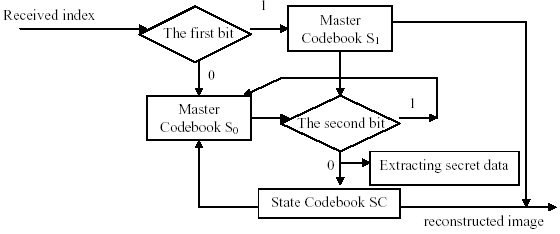 Received index
The first bit
1
Master
Codebook S1
0
Master
Codebook S0
The second bit
1
0
Extracting secret data
State Codebook SC
reconstructed image